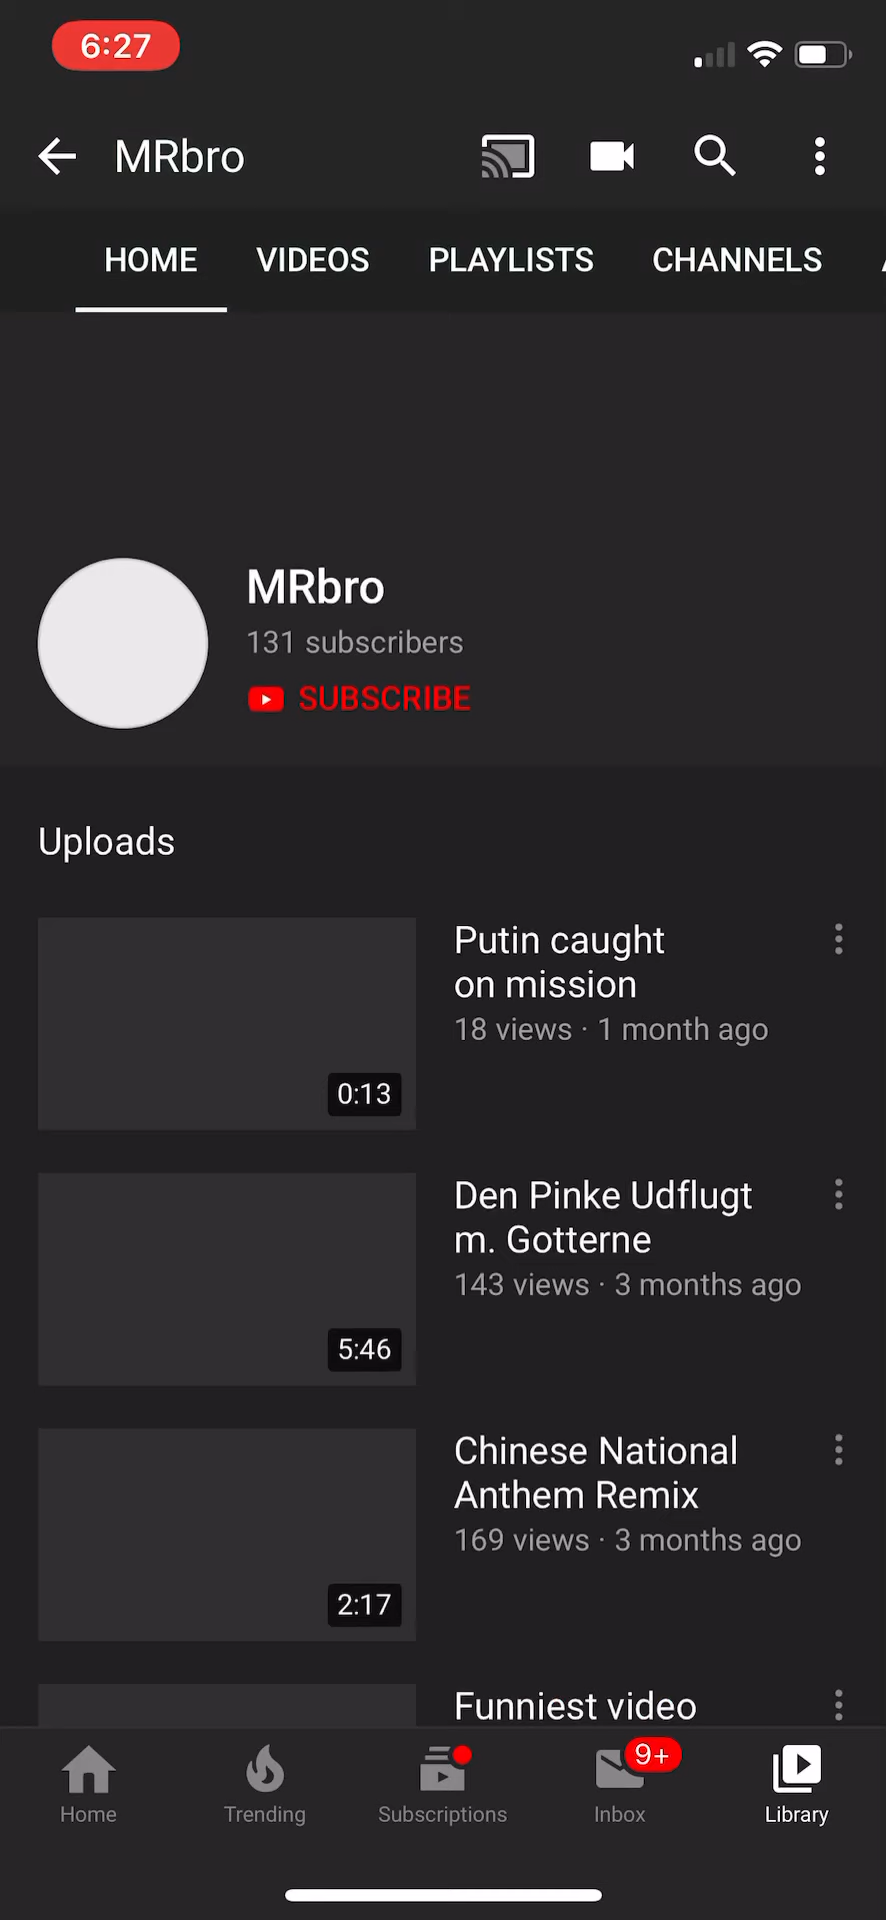 6:27
MRbro
HOME VIDEOS PLAYLISTS CHANNELS
MRbro
131 subscribers
SUBSCRIBE
Uploads
Putin caught
on mission
18 views · 1 month ago
0:13
Den Pinke Udflugt
m. Gotterne
143 views · 3 months ago
5:46
Chinese National
Anthem Remix
169 views · 3 months ago
2:17
Funniest video
9+
Home Trending Subscriptions Inbox Library